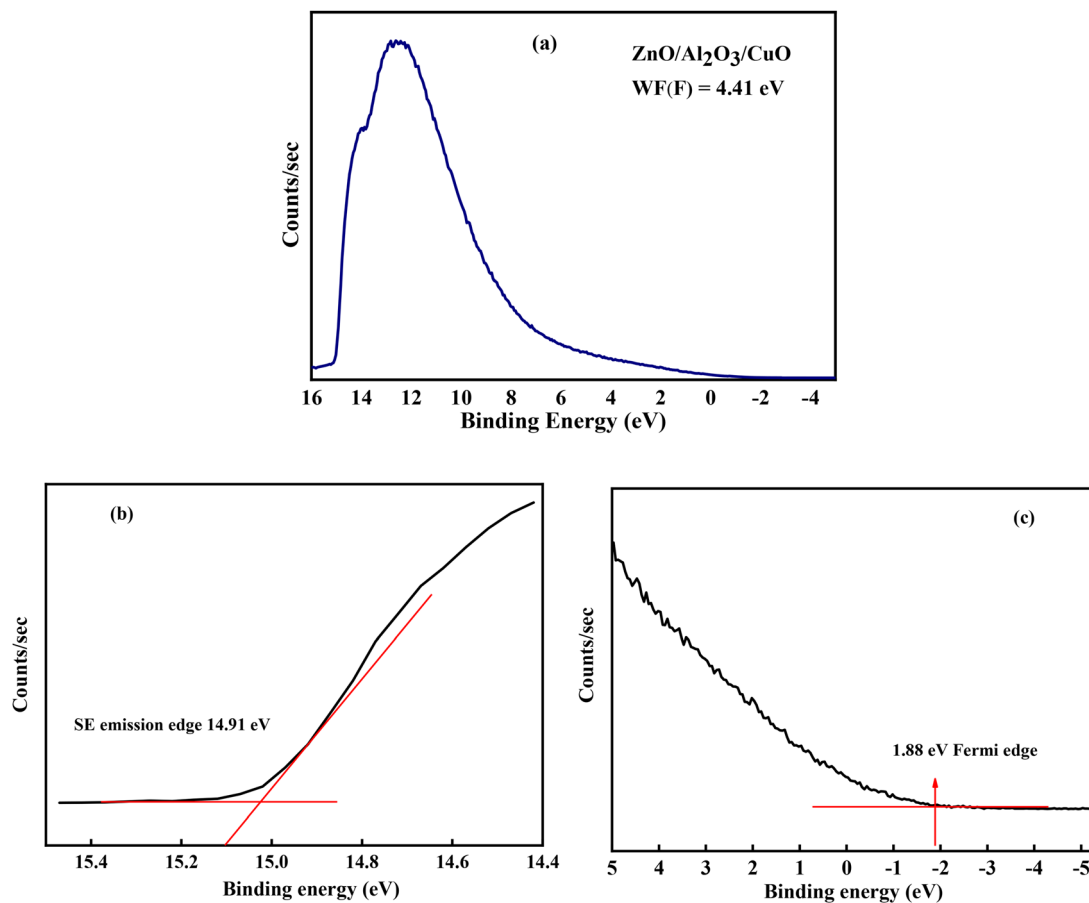 (a)
ZnO/Al₂O₃/CuO
WF(F) = 4.41 eV
Counts/sec
16 14 12 10 8 6 4 2 0 -2 -4
Binding Energy (eV)
(b)
Counts/sec
SE emission edge 14.91 eV
15.4 15.2 15.0 14.8 14.6 14.4
Binding energy (eV)
(c)
Counts/sec
1.88 eV Fermi edge
5 4 3 2 1 0 -1 -2 -3 -4 -5
Binding energy (eV)